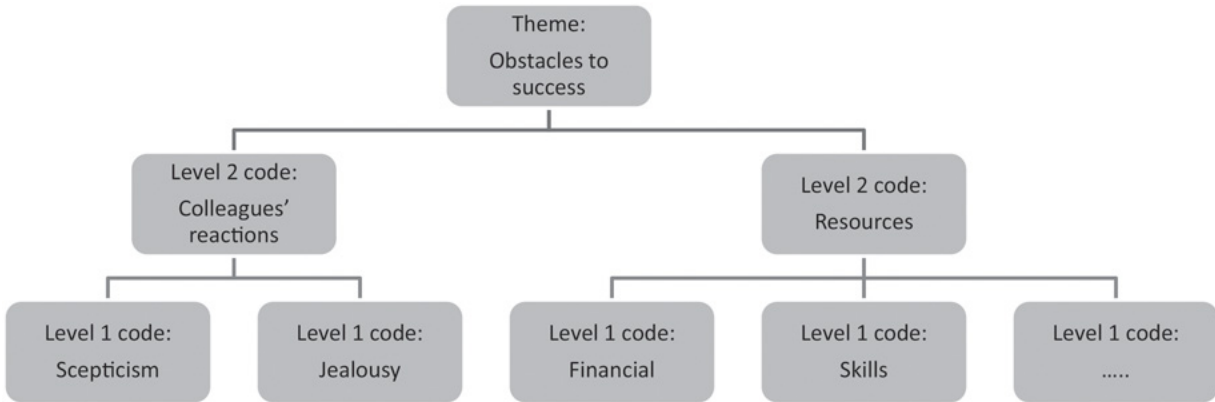 Theme:
Obstacles to
success
Level 2 code:
Colleagues’
reactions
Level 2 code:
Resources
Level 1 code:
Scepticism
Level 1 code:
Jealousy
Level 1 code:
Financial
Level 1 code:
Skills
Level 1 code:
…..